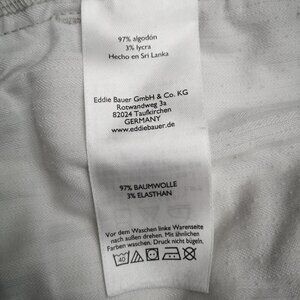 97% algodón
3% lycra
Hecho en Sri Lanka
Eddie Bauer GmbH & Co. KG
Rotwandweg 3a
82024 Taufkirchen
GERMANY
www.eddiebauer.de
97% BAUMWOLLE
3% ELASTHAN
Vor dem Waschen linke Warenseite
nach außen drehen. Mit ähnlichen
Farben waschen. Druck nicht bügeln.
40